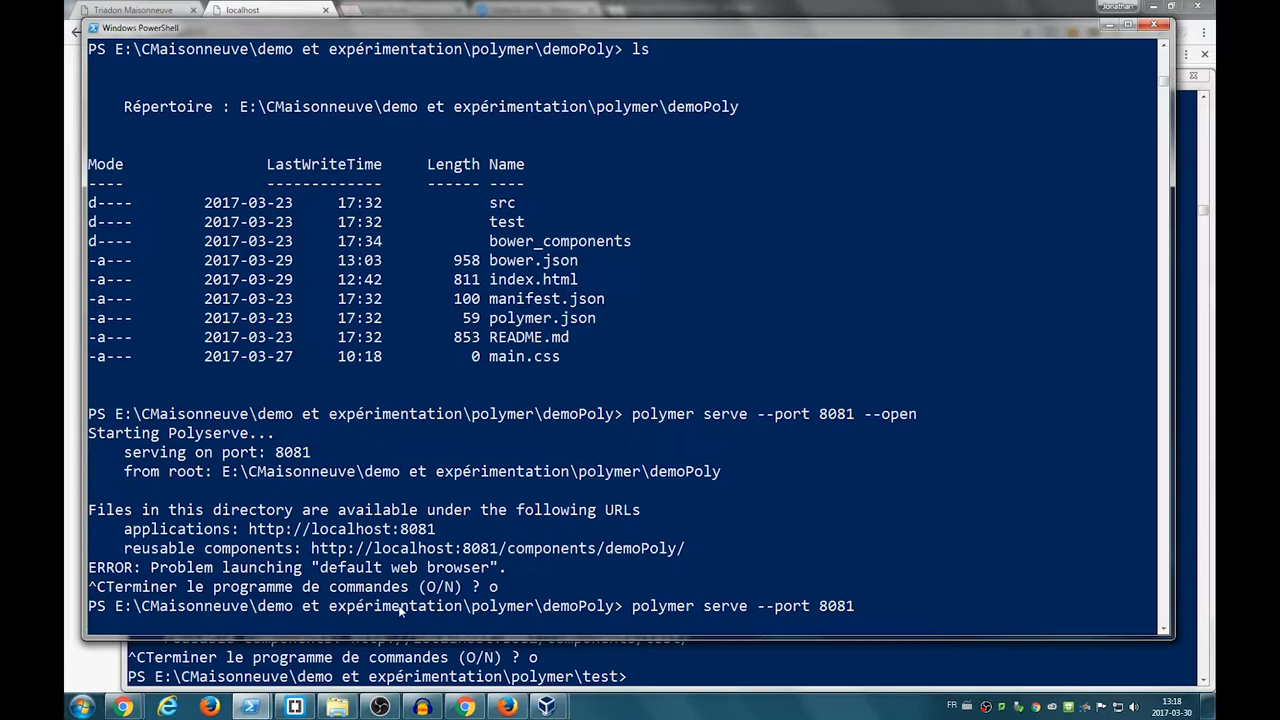 Triadon Maisonneuve
localhost
Jonathan
Windows PowerShell
PS E:\CMaisonneuve\demo et expérimentation\polymer\demoPoly> ls
Répertoire : E:\CMaisonneuve\demo et expérimentation\polymer\demoPoly
Mode LastWriteTime Length Name
---- ------------- ------ ----
d---- 2017-03-23 17:32 src
d---- 2017-03-23 17:32 test
d---- 2017-03-23 17:34 bower_components
-a--- 2017-03-29 13:03 958 bower.json
-a--- 2017-03-29 12:42 811 index.html
-a--- 2017-03-23 17:32 100 manifest.json
-a--- 2017-03-23 17:32 59 polymer.json
-a--- 2017-03-23 17:32 853 README.md
-a--- 2017-03-27 10:18 0 main.css
PS E:\CMaisonneuve\demo et expérimentation\polymer\demoPoly> polymer serve --port 8081 --open
Starting Polyserve...
serving on port: 8081
from root: E:\CMaisonneuve\demo et expérimentation\polymer\demoPoly
Files in this directory are available under the following URLs
applications: http://localhost:8081
reusable components: http://localhost:8081/components/demoPoly/
ERROR: Problem launching "default web browser".
^CTerminer le programme de commandes (O/N) ? o
PS E:\CMaisonneuve\demo et expérimentation\polymer\demoPoly> polymer serve --port 8081
^CTerminer le programme de commandes (O/N) ? o
PS E:\CMaisonneuve\demo et expérimentation\polymer\test>
FR
13:18
2017-03-30